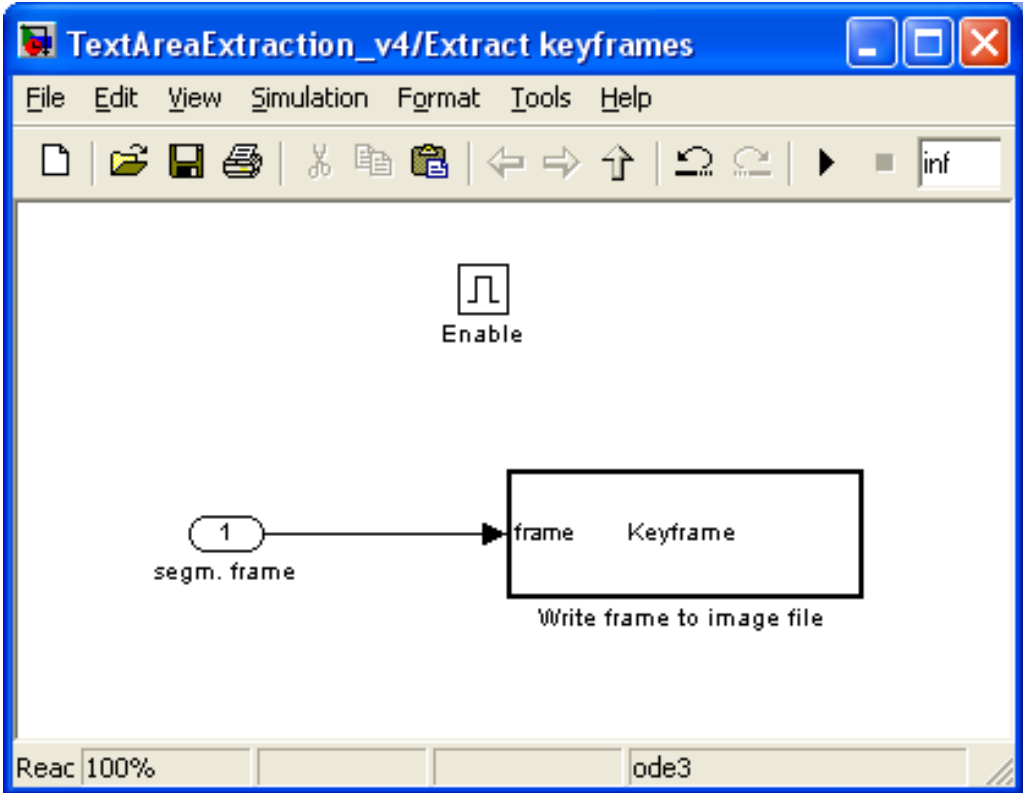 TextAreaExtraction_v4/Extract keyframes
File Edit View Simulation Format Tools Help
inf
Enable
1
frame Keyframe
segm. frame
Write frame to image file
Reac 100% ode3